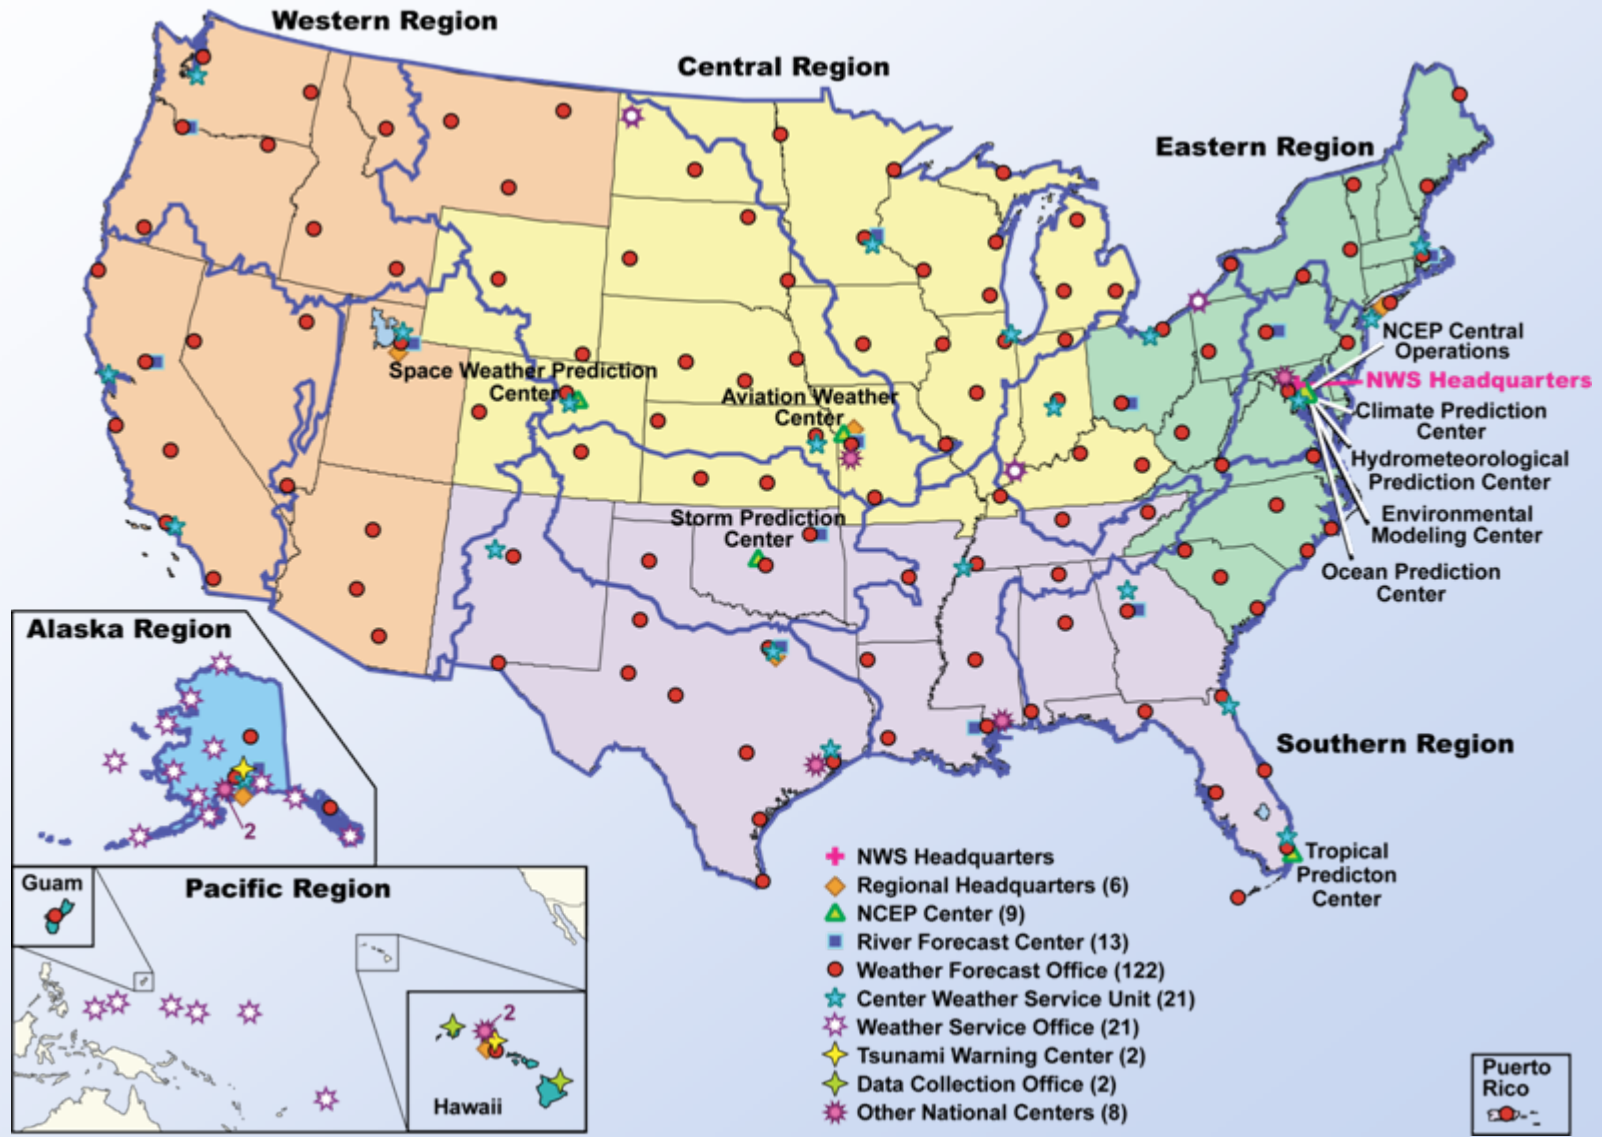 Western Region
Central Region
Eastern Region
NCEP Central
Operations
NWS Headquarters
Space Weather Prediction
Center
Aviation Weather
Center
Climate Prediction
Center
Hydrometeorological
Prediction Center
Storm Prediction
Center
Environmental
Modeling Center
Ocean Prediction
Center
Alaska Region
2
Southern Region
Tropical
Predicton
Center
Guam
Pacific Region
2
Hawaii
NWS Headquarters
Regional Headquarters (6)
NCEP Center (9)
River Forecast Center (13)
Weather Forecast Office (122)
Center Weather Service Unit (21)
Weather Service Office (21)
Tsunami Warning Center (2)
Data Collection Office (2)
Other National Centers (8)
Puerto
Rico